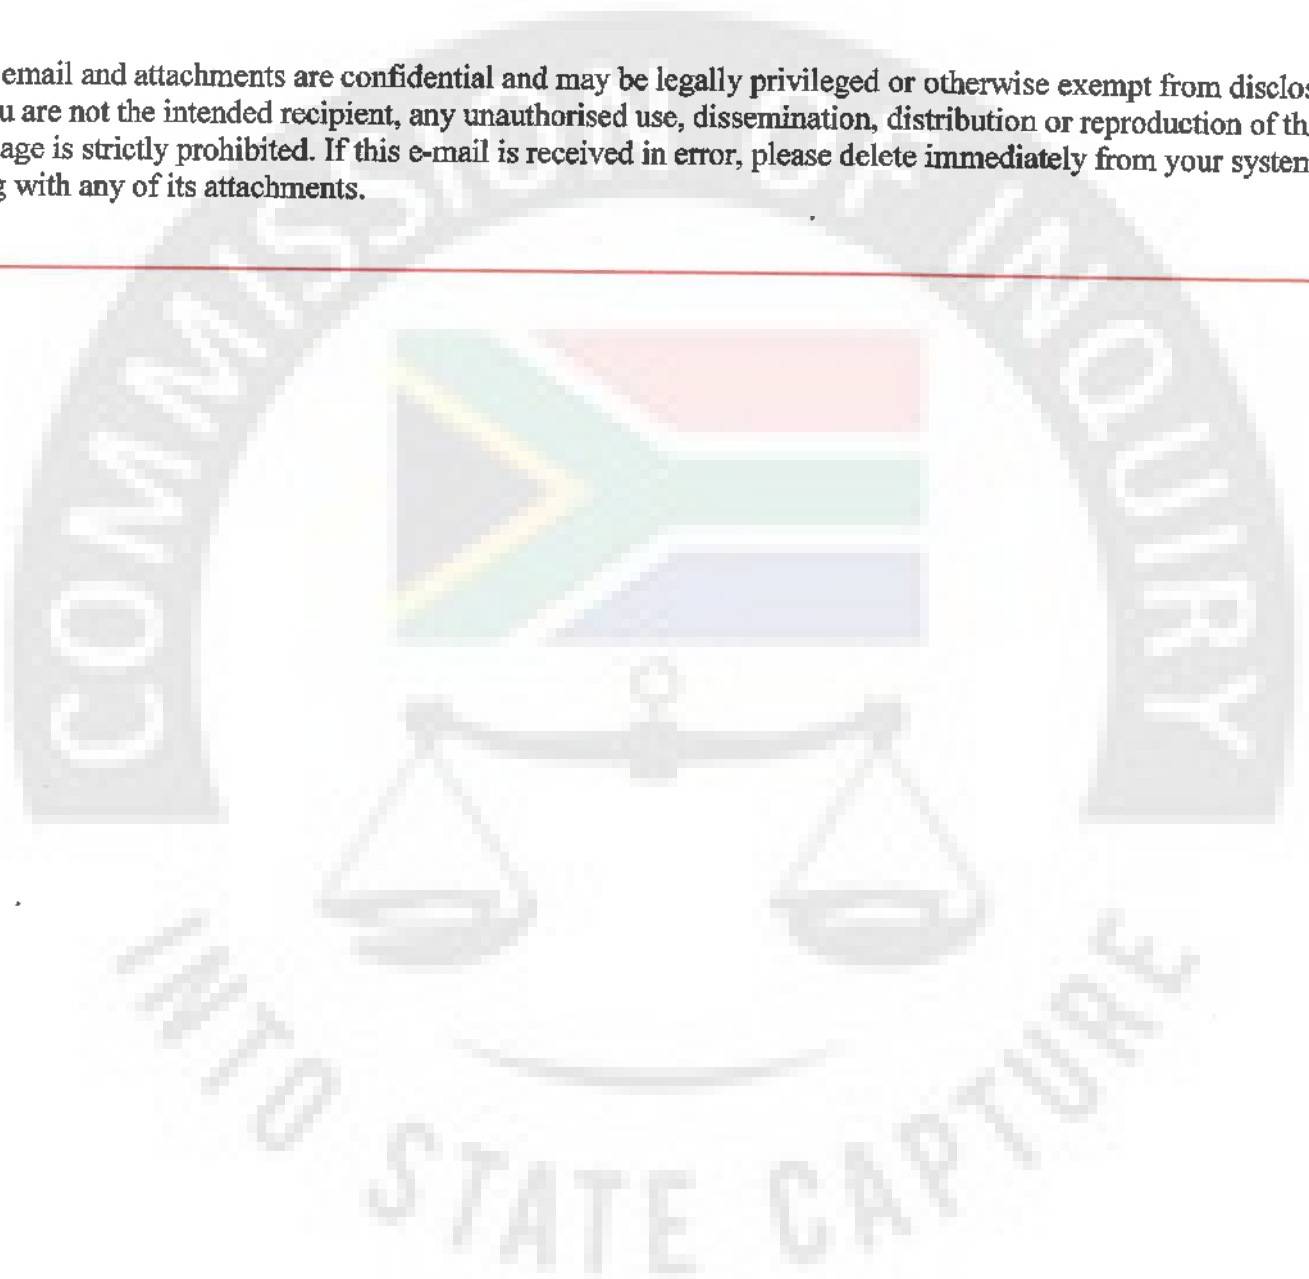 email and attachments are confidential and may be legally privileged or otherwise exempt from disclos
u are not the intended recipient, any unauthorised use, dissemination, distribution or reproduction of th
age is strictly prohibited. If this e-mail is received in error, please delete immediately from your system
g with any of its attachments.
COMMISSION OF INQUIRY
INTO STATE CAPTURE